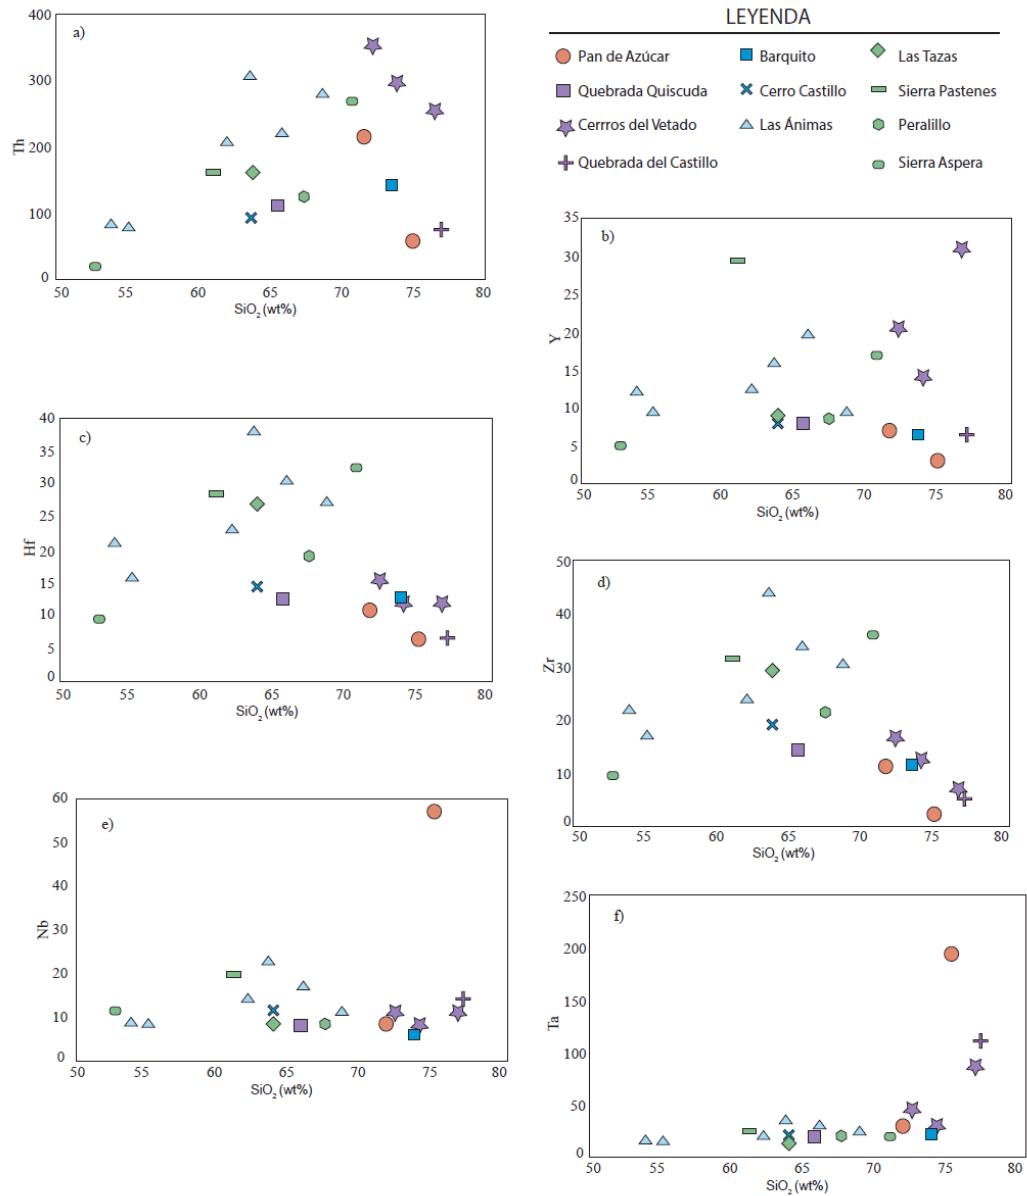 LEYENDA
Pan de Azúcar
Barquito
Las Tazas
Quebrada Quiscuda
Cerro Castillo
Sierra Pastenes
Cerrros del Vetado
Las Ánimas
Peralillo
Quebrada del Castillo
Sierra Aspera
a)
Th
400
300
200
100
0
50 55 60 65 70 75 80
SiO2 (wt%)
b)
Y
35
30
25
20
15
10
5
0
50 55 60 65 70 75 80
SiO2 (wt%)
c)
Hf
40
35
30
25
20
15
10
5
0
50 55 60 65 70 75 80
SiO2 (wt%)
d)
Zr
50
40
30
20
10
0
50 55 60 65 70 75 80
SiO2 (wt%)
e)
Nb
60
50
40
30
20
10
0
50 55 60 65 70 75 80
SiO2 (wt%)
f)
Ta
250
200
150
100
50
0
50 55 60 65 70 75 80
SiO2 (wt%)